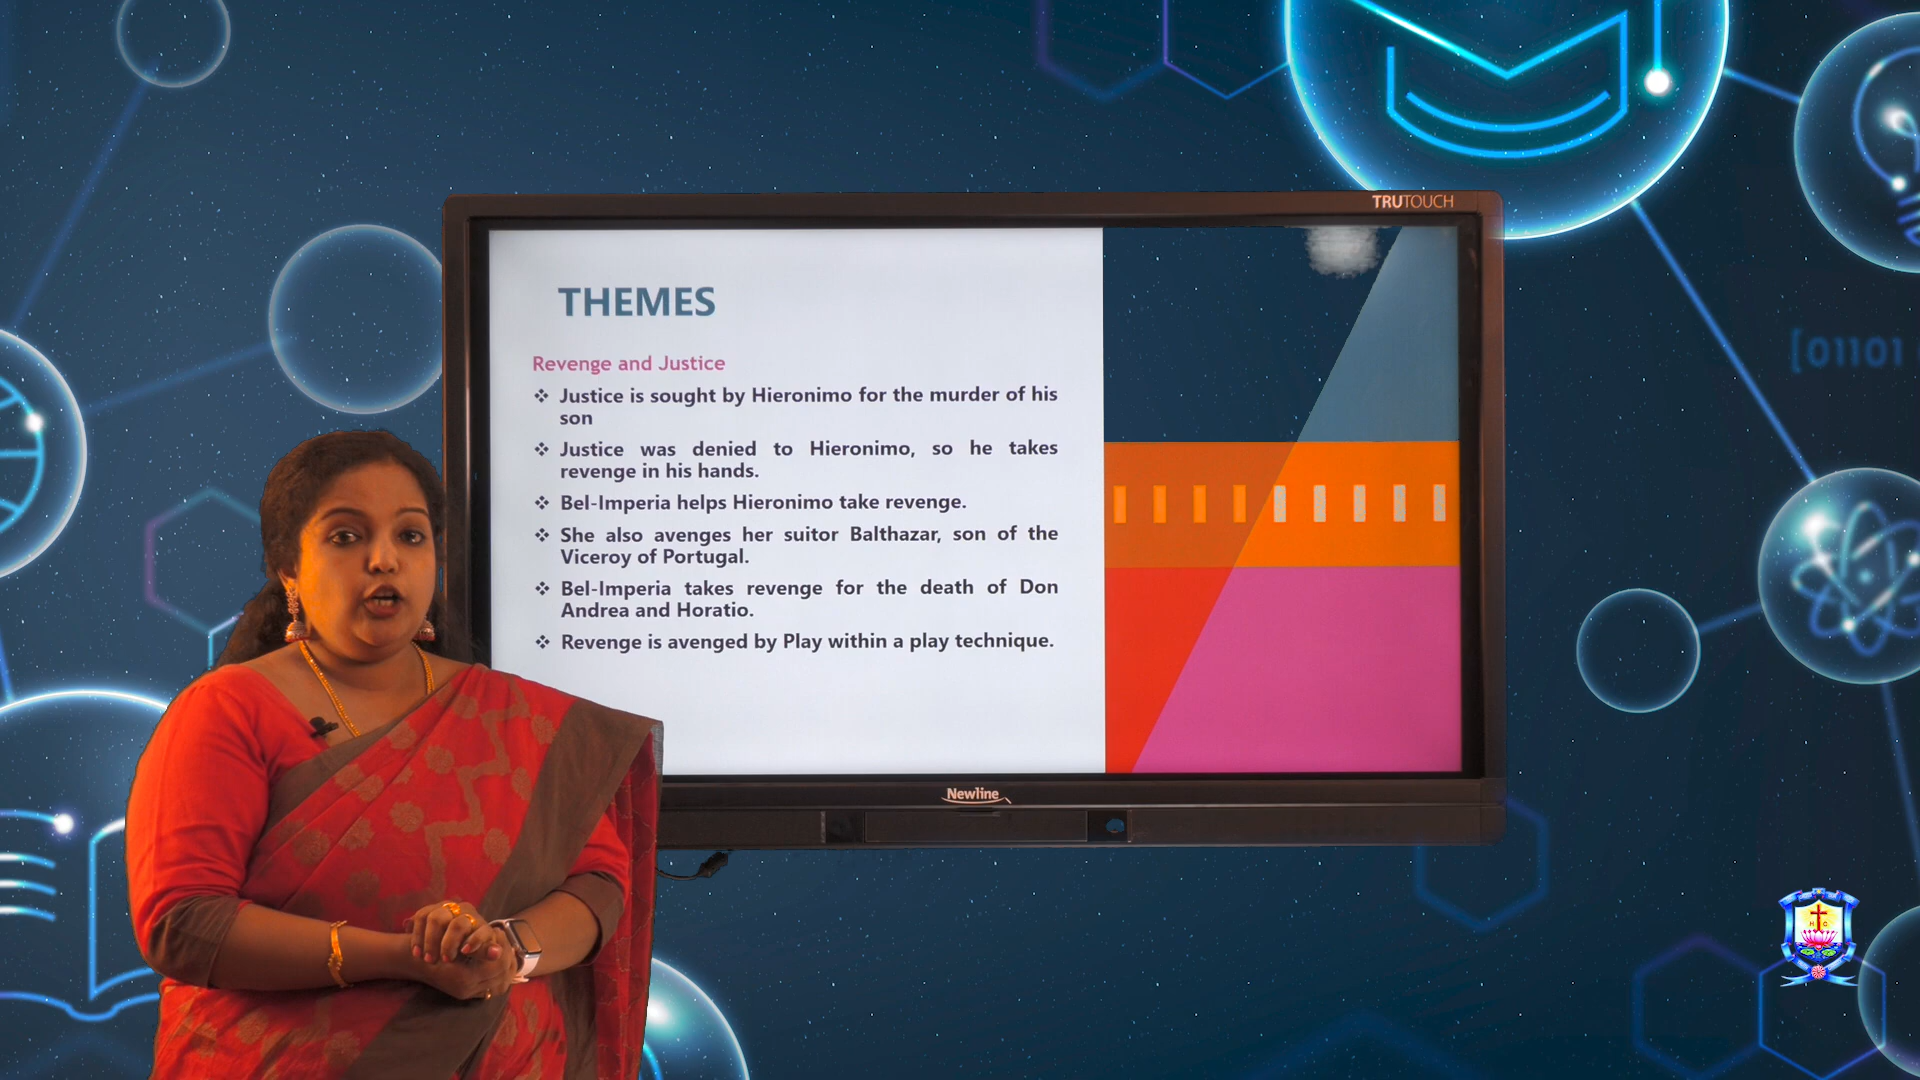 TRUTOUCH
[01101
THEMES
Revenge and Justice
❖ Justice is sought by Hieronimo for the murder of his
son
❖ Justice was denied to Hieronimo, so he takes
revenge in his hands.
❖ Bel-Imperia helps Hieronimo take revenge.
❖ She also avenges her suitor Balthazar, son of the
Viceroy of Portugal.
❖ Bel-Imperia takes revenge for the death of Don
Andrea and Horatio.
❖ Revenge is avenged by Play within a play technique.
Newline
H C